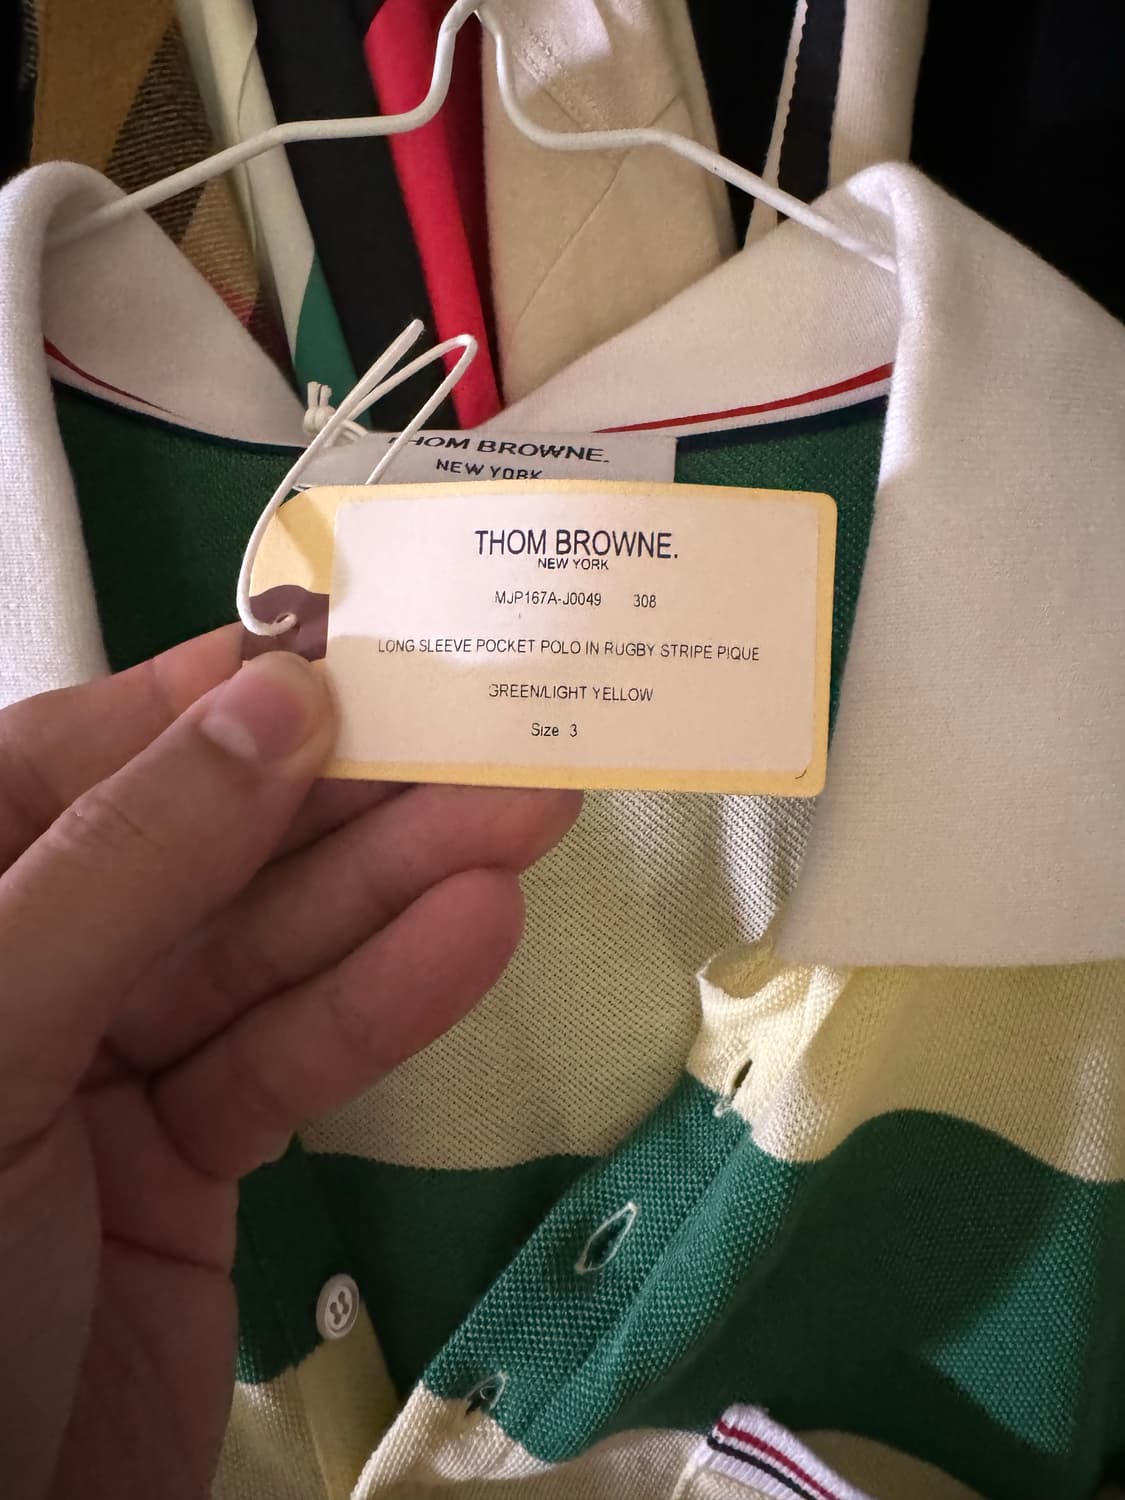 THOM BROWNE.
NEW YORK
THOM BROWNE.
NEW YORK
MJP167A-J0049 308
LONG SLEEVE POCKET POLO IN RUGBY STRIPE PIQUE
GREEN/LIGHT YELLOW
Size 3